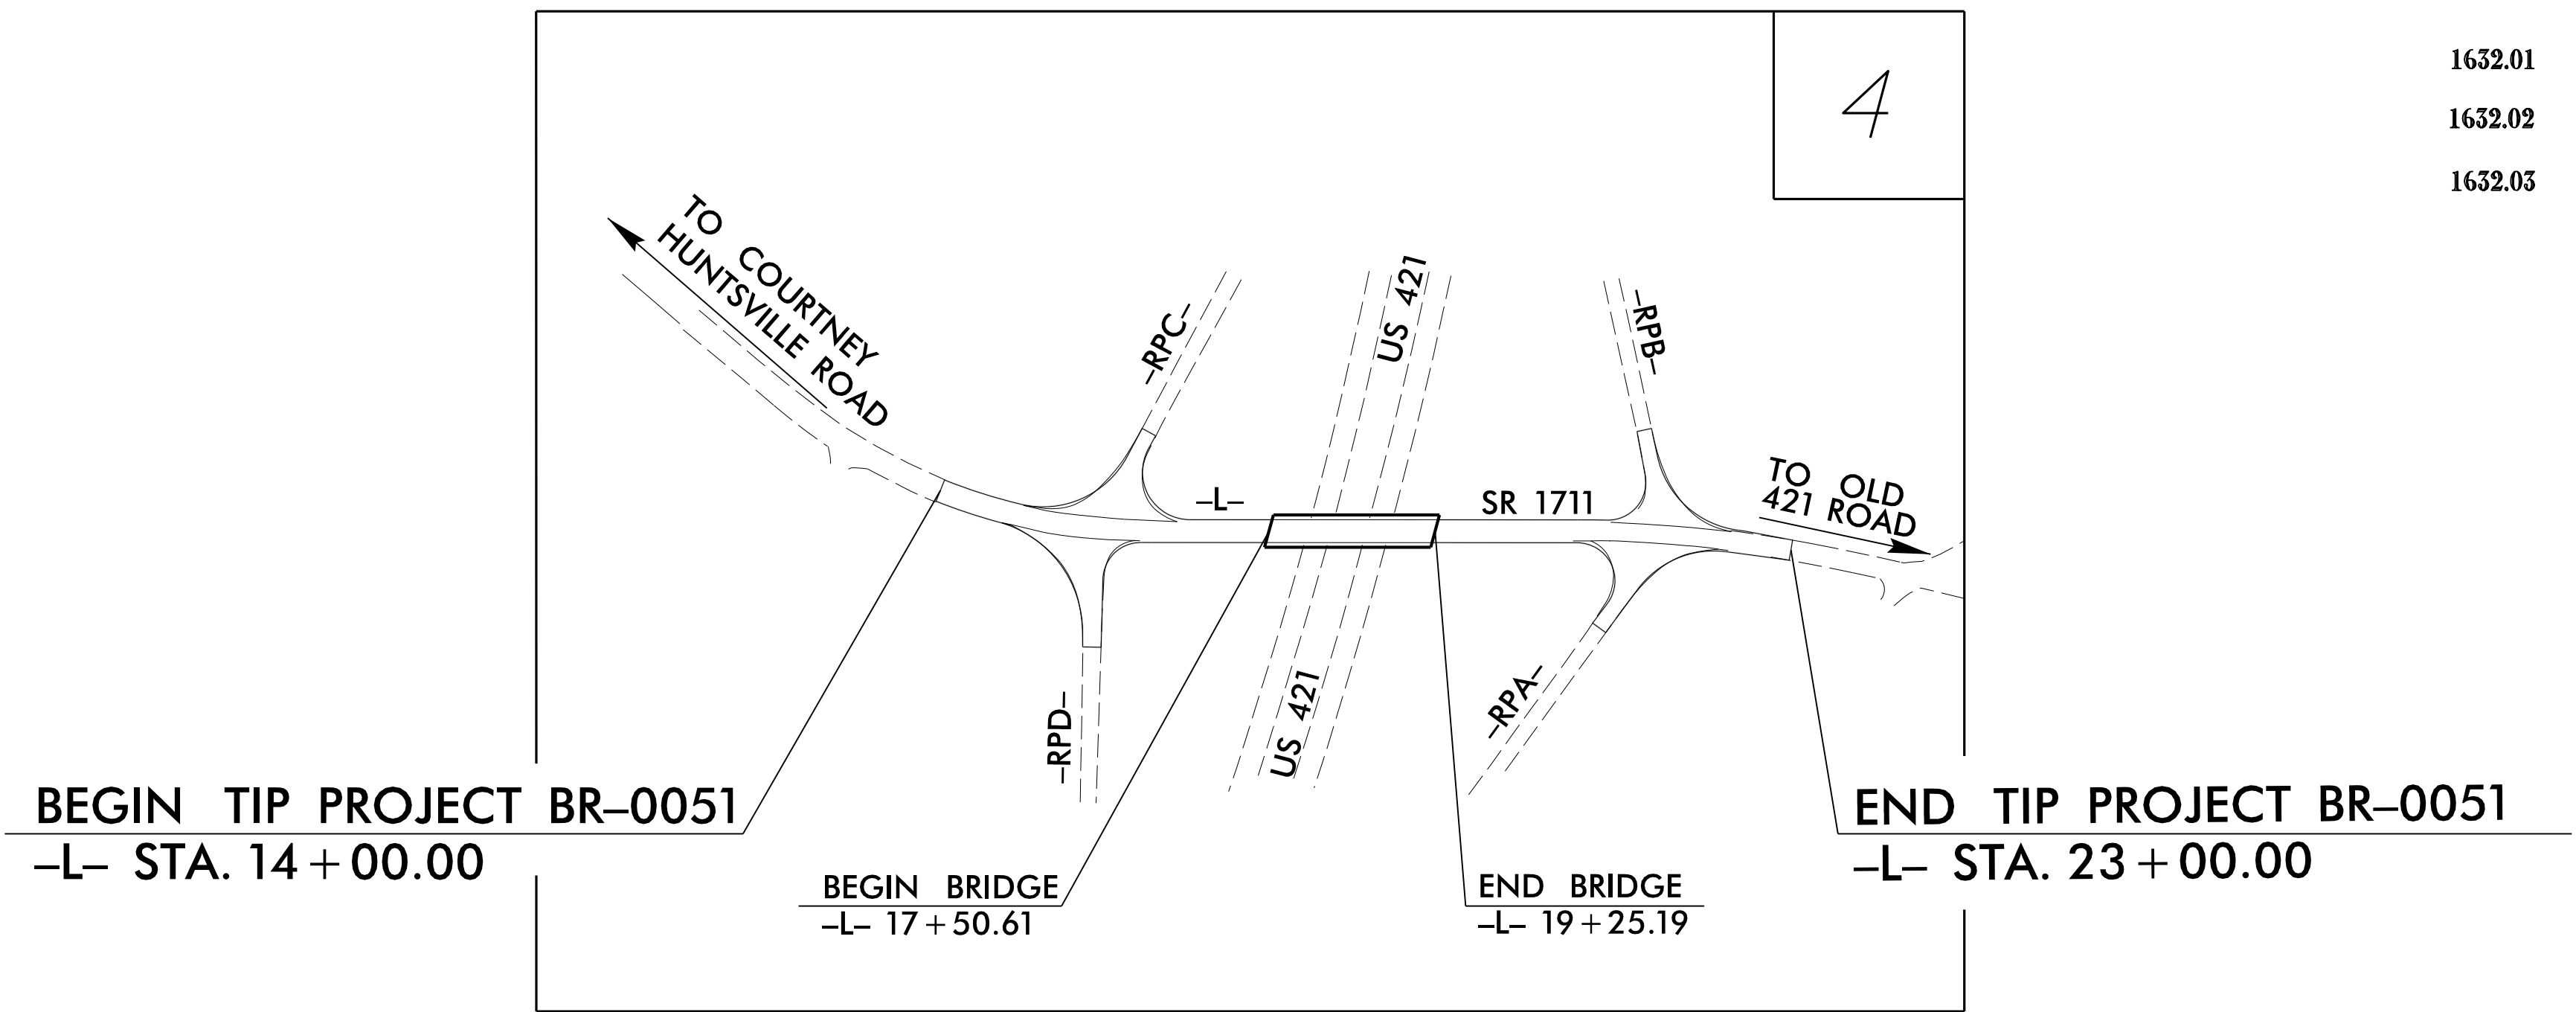 4
1632.01
1632.02
1632.03
TO COURTNEY
HUNTSVILLE ROAD
–RPC–
US 421
–RPB–
–L–
SR 1711
TO OLD
421 ROAD
–RPD–
US 421
–RPA–
BEGIN TIP PROJECT BR–0051
–L– STA. 14+00.00
BEGIN BRIDGE
–L– 17+50.61
END BRIDGE
–L– 19+25.19
END TIP PROJECT BR–0051
–L– STA. 23+00.00